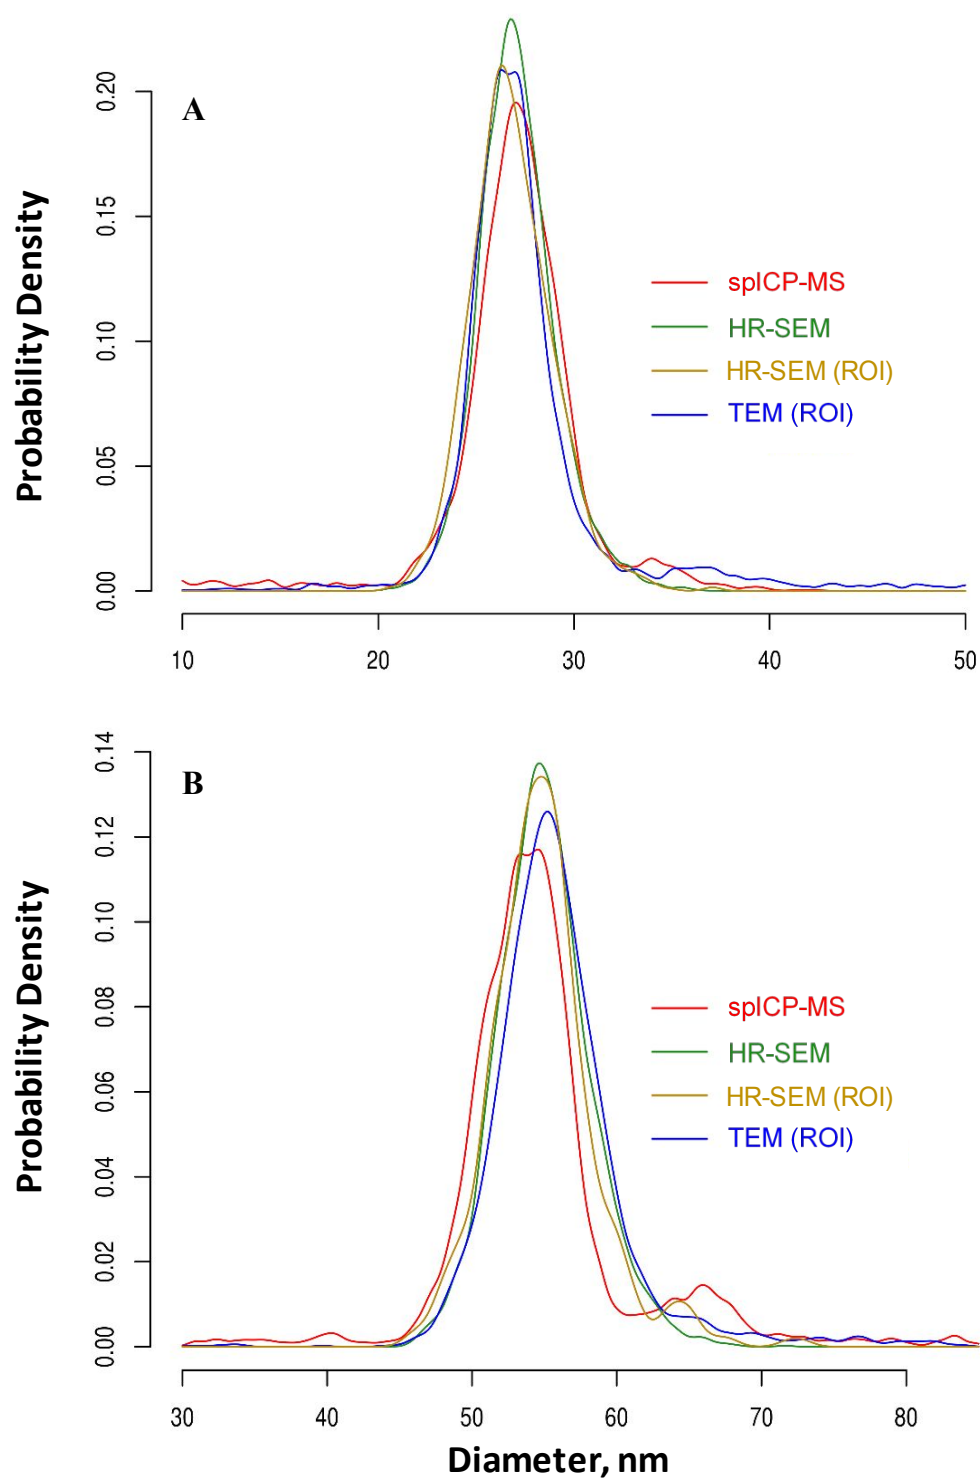 A
Probability Density
0.20
0.15
0.10
0.05
0.00
spICP-MS
HR-SEM
HR-SEM (ROI)
TEM (ROI)
10 20 30 40 50
B
Probability Density
0.14
0.12
0.10
0.08
0.06
0.04
0.02
0.00
spICP-MS
HR-SEM
HR-SEM (ROI)
TEM (ROI)
30 40 50 60 70 80
Diameter, nm